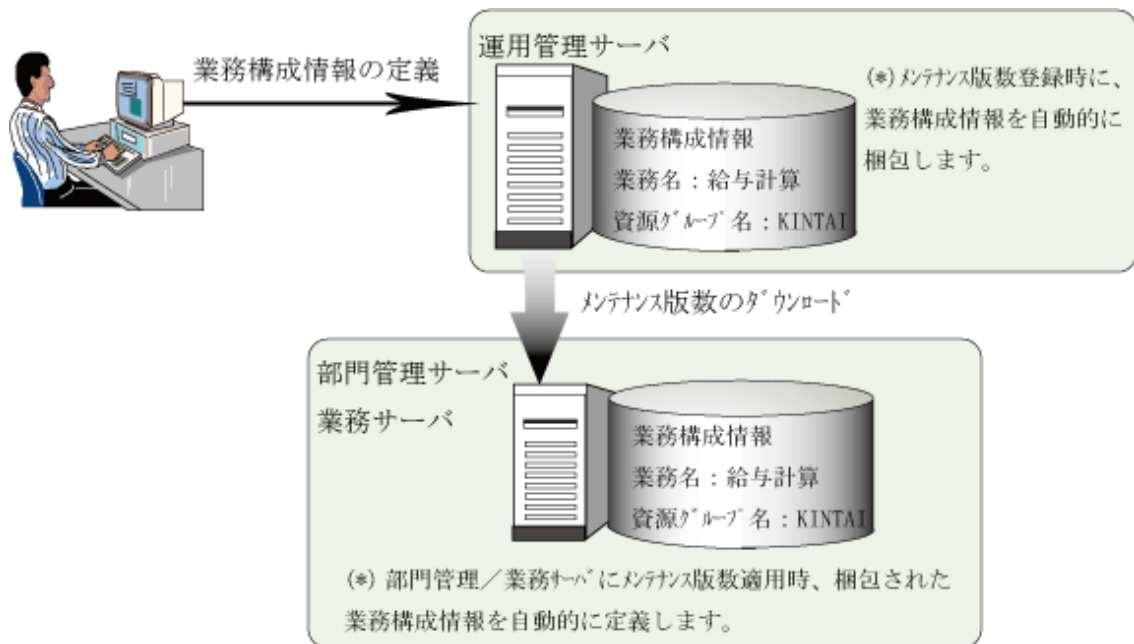 業務構成情報の定義
運用管理サーバ
業務構成情報
業務名：給与計算
資源ｸﾞﾙｰﾌﾟ名：KINTAI
(*) ﾒﾝﾃﾅﾝｽ版数登録時に、
業務構成情報を自動的に
梱包します。
ﾒﾝﾃﾅﾝｽ版数のﾀﾞｳﾝﾛｰﾄﾞ
部門管理サーバ
業務サーバ
業務構成情報
業務名：給与計算
資源ｸﾞﾙｰﾌﾟ名：KINTAI
(*) 部門管理／業務ｻｰﾊﾞにﾒﾝﾃﾅﾝｽ版数適用時、梱包された
業務構成情報を自動的に定義します。